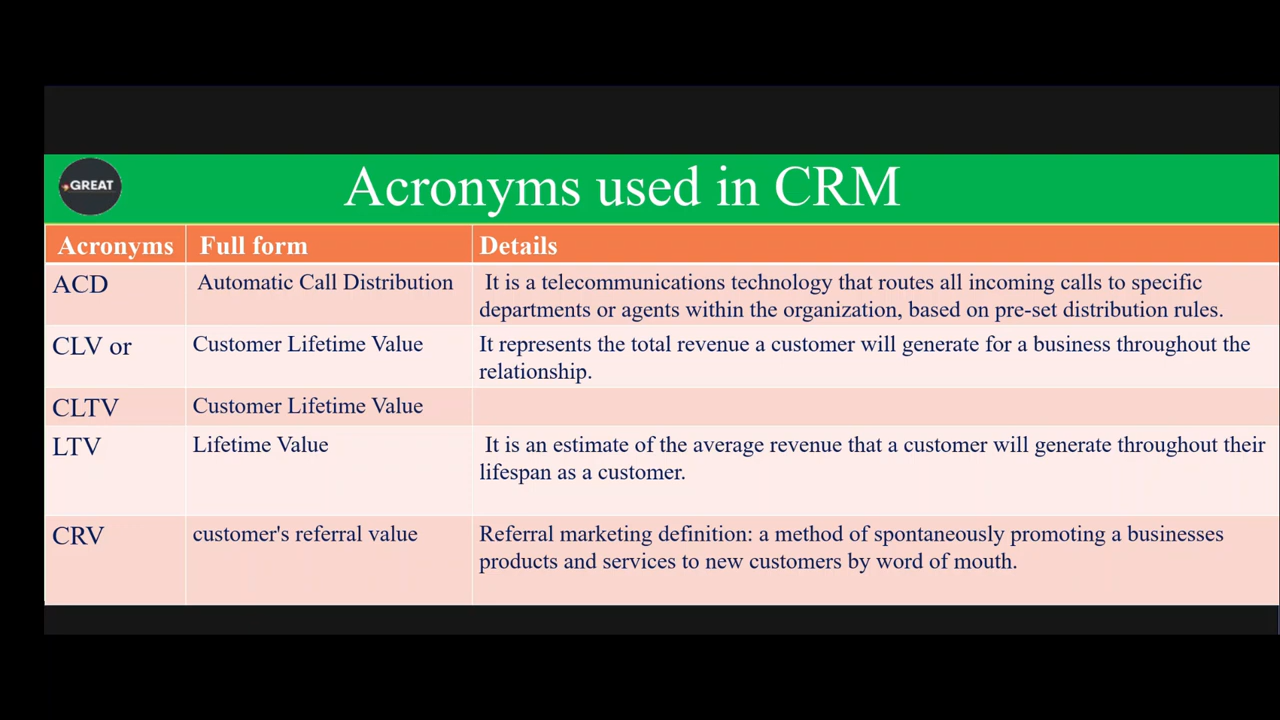 GREAT
Acronyms used in CRM
Acronyms Full form Details
ACD Automatic Call Distribution It is a telecommunications technology that routes all incoming calls to specific
departments or agents within the organization, based on pre-set distribution rules.
CLV or Customer Lifetime Value It represents the total revenue a customer will generate for a business throughout the
relationship.
CLTV Customer Lifetime Value
LTV Lifetime Value It is an estimate of the average revenue that a customer will generate throughout their
lifespan as a customer.
CRV customer's referral value Referral marketing definition: a method of spontaneously promoting a businesses
products and services to new customers by word of mouth.